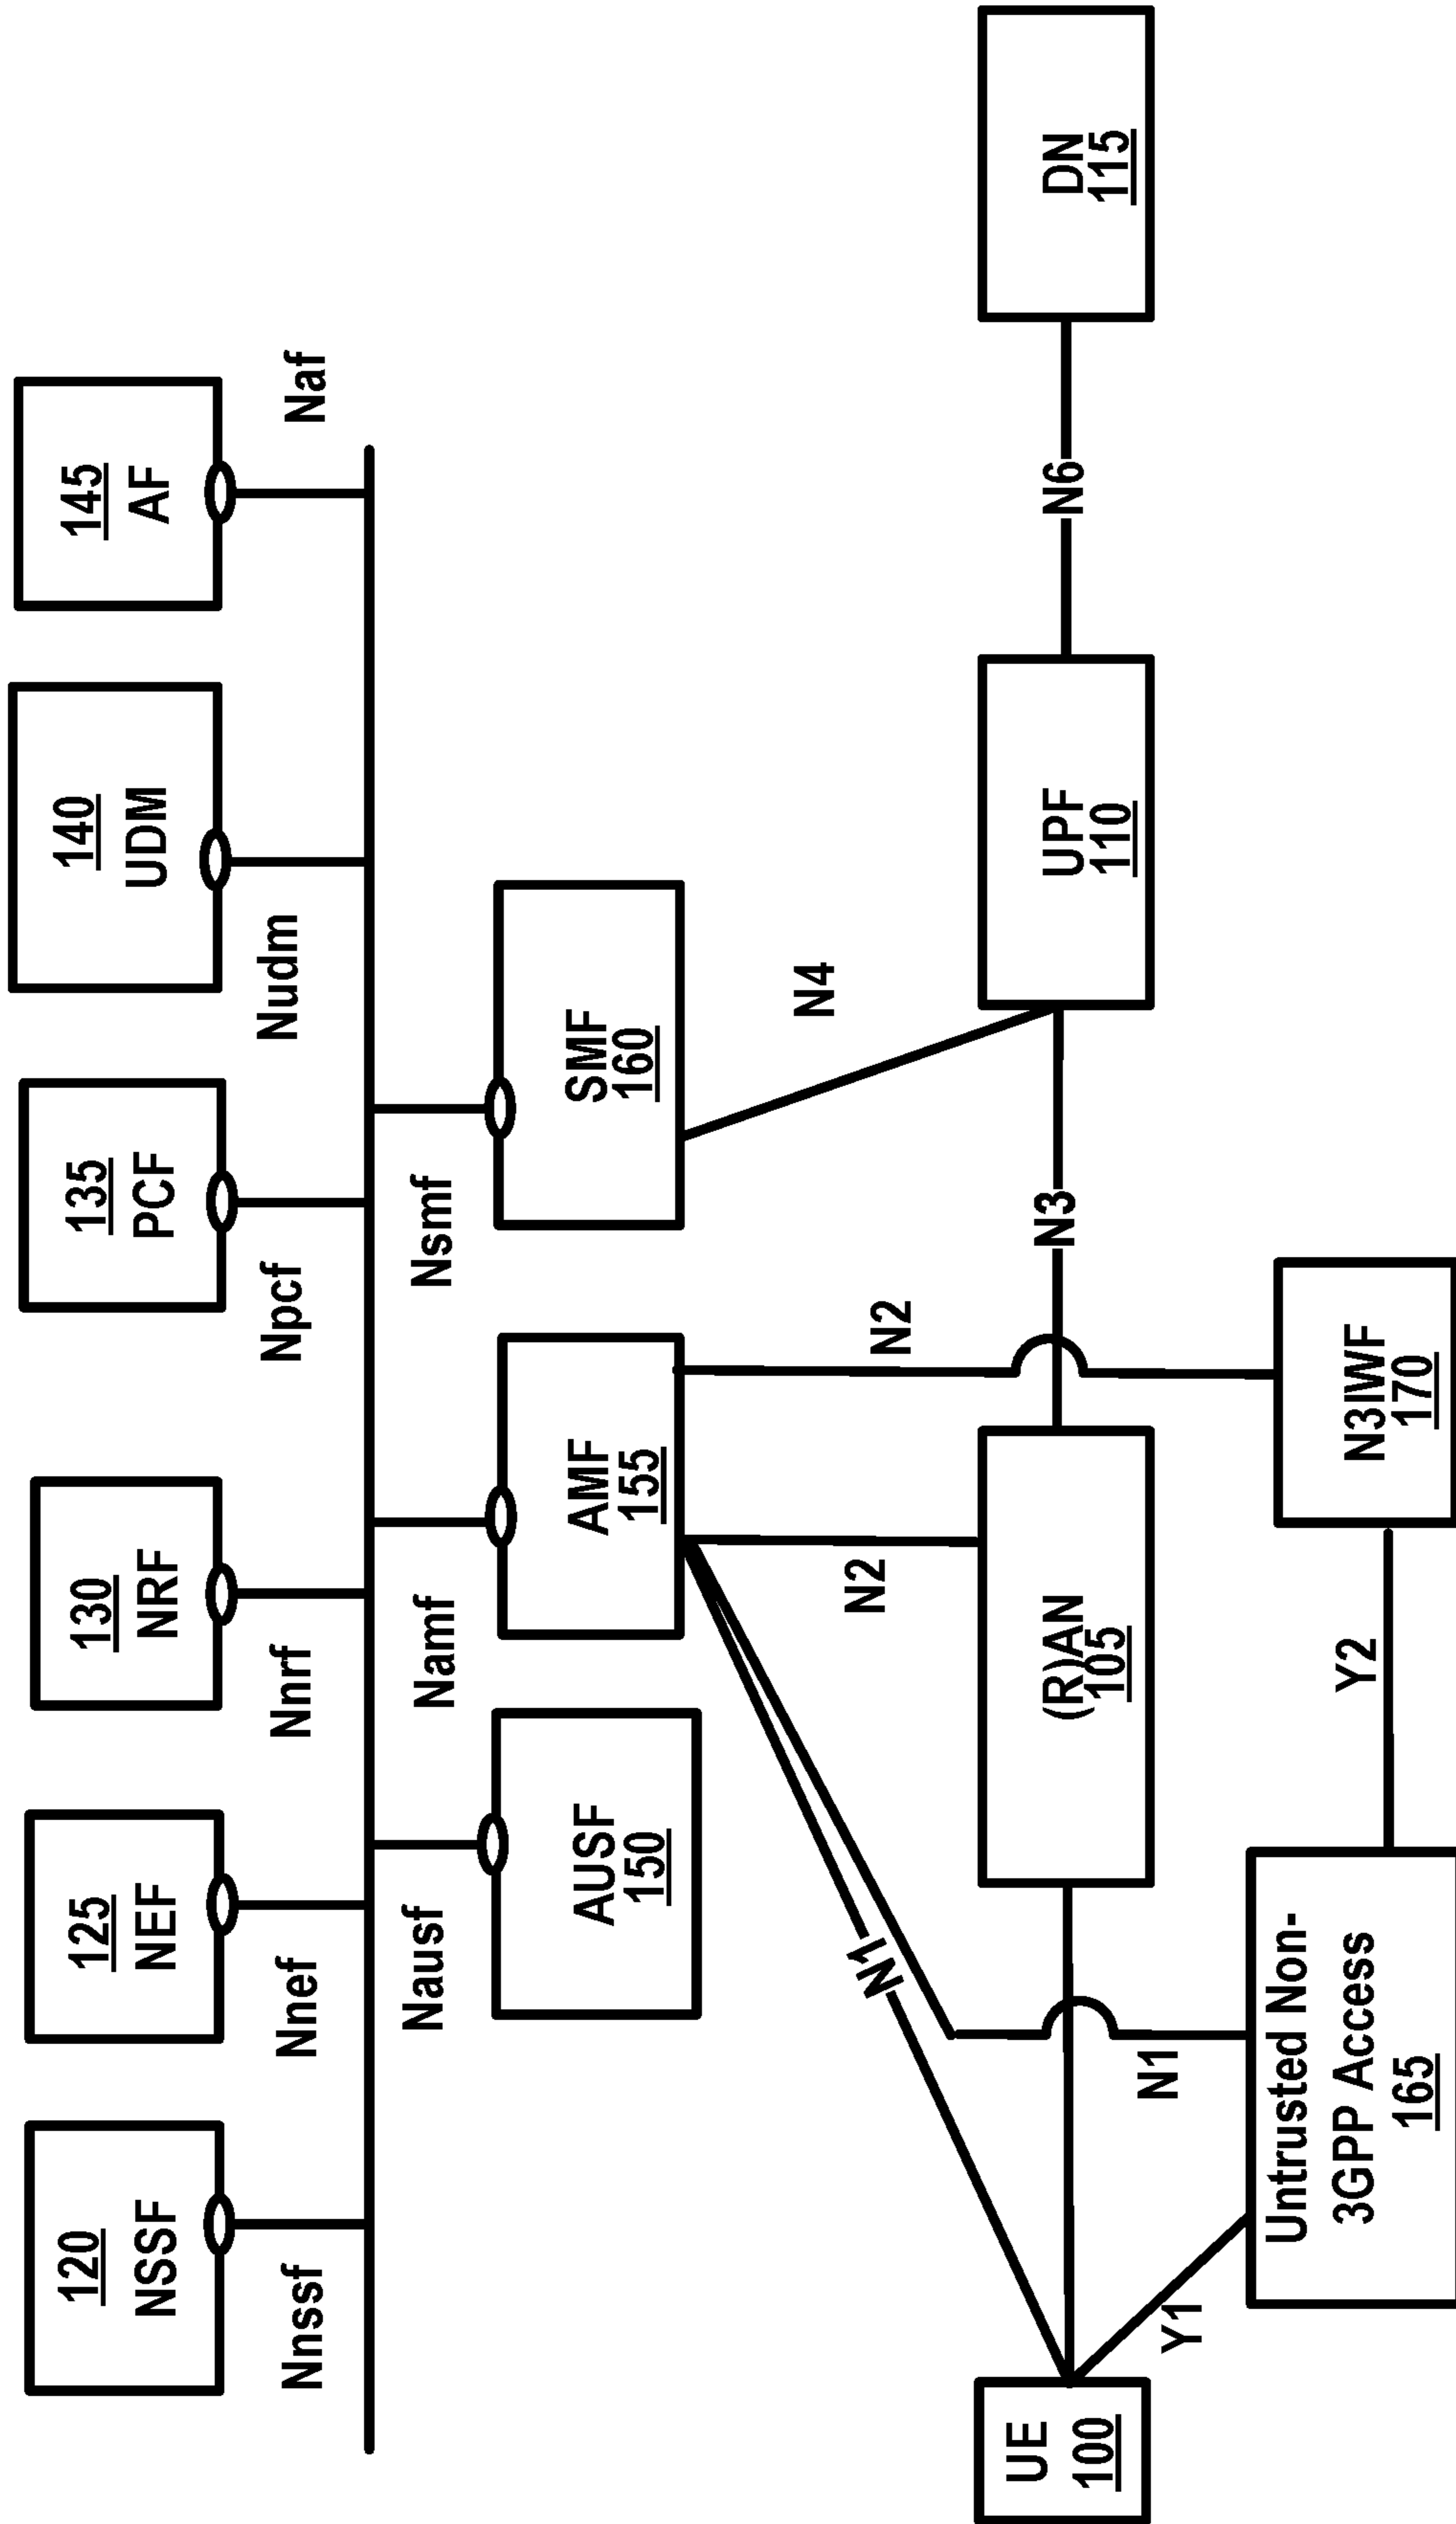 120
NSSF
125
NEF
130
NRF
135
PCF
140
UDM
145
AF
Nnssf
Nnef
Nnrf
Npcf
Nudm
Naf
Nausf
Namf
Nsmf
AUSF
150
AMF
155
SMF
160
N1
N2
N2
N4
UE
100
(R)AN
105
N3
UPF
110
N6
DN
115
Y1
N1
Untrusted Non-
3GPP Access
165
Y2
N3IWF
170